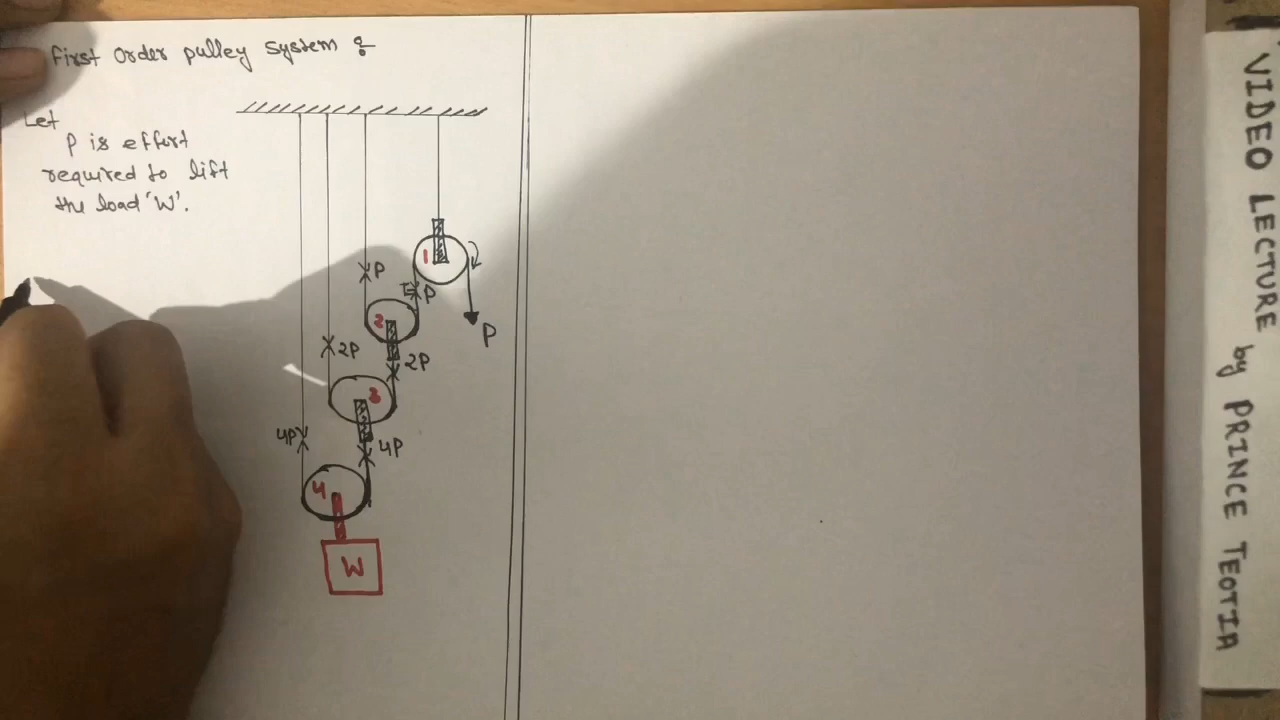 First Order pulley system :-
Let
P is effort
required to lift
the load 'W'.
1
P
P
P
2
2P
2P
3
4P
4P
4
W
VIDEO LECTURE by PRINCE TEOTIA